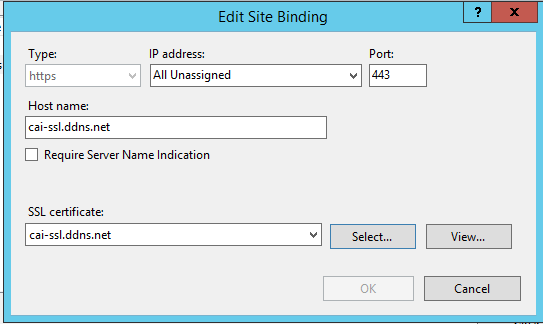 Edit Site Binding
?
X
Type:
IP address:
Port:
https
All Unassigned
443
Host name:
cai-ssl.ddns.net
Require Server Name Indication
SSL certificate:
cai-ssl.ddns.net
Select...
View...
OK
Cancel